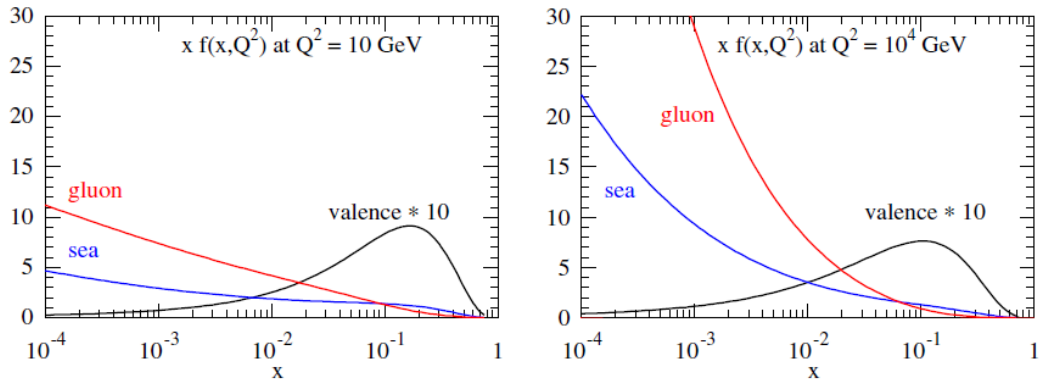 x f(x,Q²) at Q² = 10 GeV
30
25
20
15
10
5
0
gluon
sea
valence * 10
10⁻⁴
10⁻³
10⁻²
10⁻¹
1
x
x f(x,Q²) at Q² = 10⁴ GeV
30
25
20
15
10
5
0
gluon
sea
valence * 10
10⁻⁴
10⁻³
10⁻²
10⁻¹
1
x